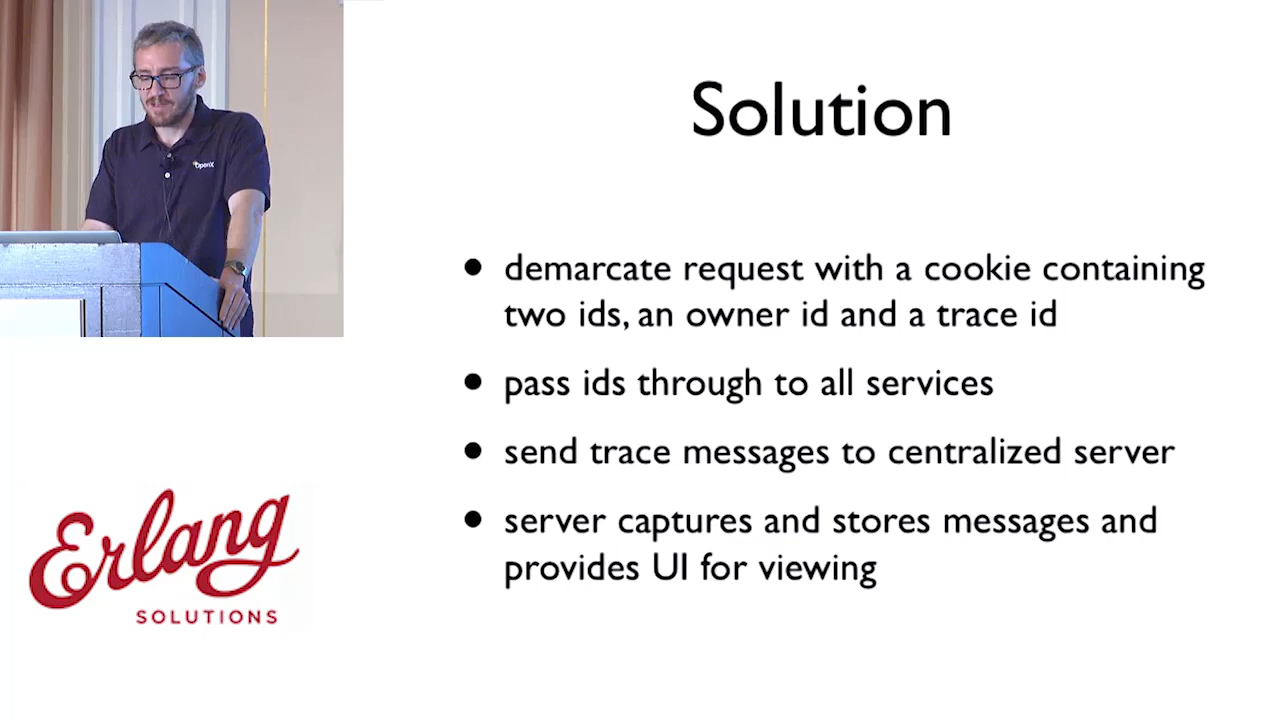 OpenX
Solution
• demarcate request with a cookie containing
two ids, an owner id and a trace id
• pass ids through to all services
• send trace messages to centralized server
• server captures and stores messages and
provides UI for viewing
Erlang
SOLUTIONS